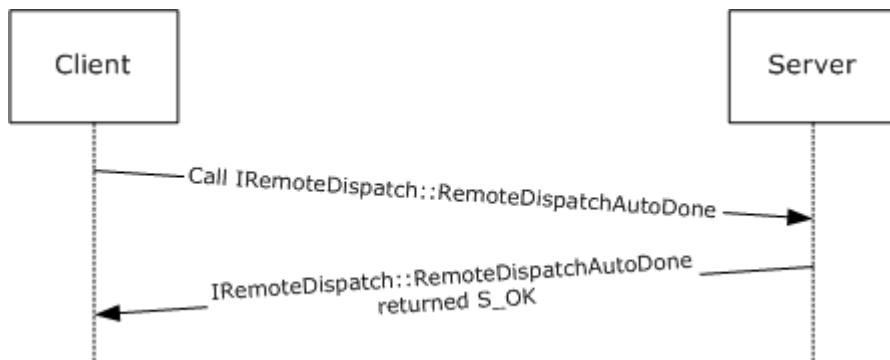 Client
Server
Call IRemoteDispatch::RemoteDispatchAutoDone
IRemoteDispatch::RemoteDispatchAutoDone
returned S_OK